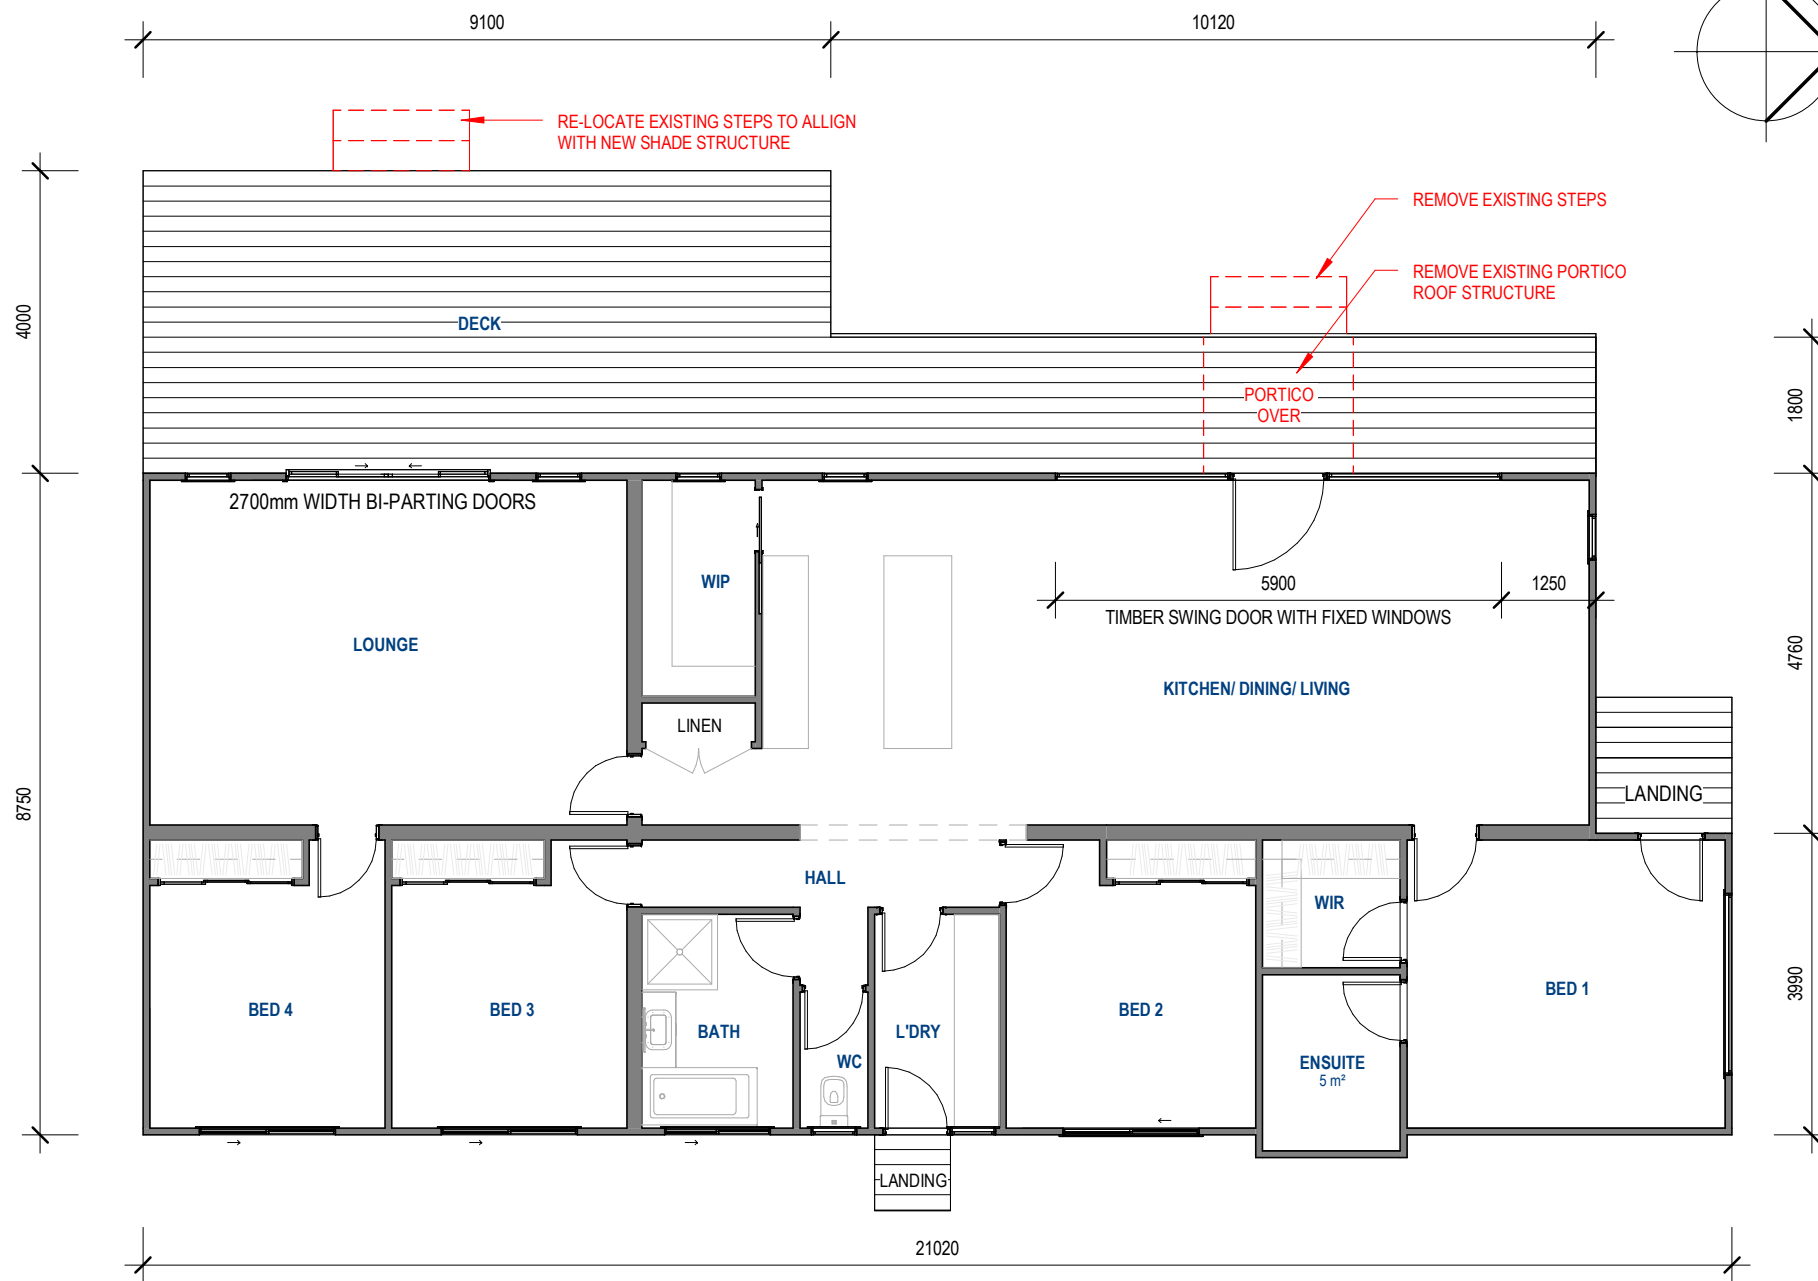 9100
10120
RE-LOCATE EXISTING STEPS TO ALLIGN
WITH NEW SHADE STRUCTURE
REMOVE EXISTING STEPS
REMOVE EXISTING PORTICO
ROOF STRUCTURE
4000
DECK
1800
PORTICO
OVER
2700mm WIDTH BI-PARTING DOORS
WIP
5900
1250
TIMBER SWING DOOR WITH FIXED WINDOWS
LOUNGE
4760
KITCHEN/ DINING/ LIVING
LINEN
8750
LANDING
HALL
WIR
BED 4
BED 3
BATH
WC
L'DRY
BED 2
BED 1
3990
ENSUITE
5 m²
LANDING
21020